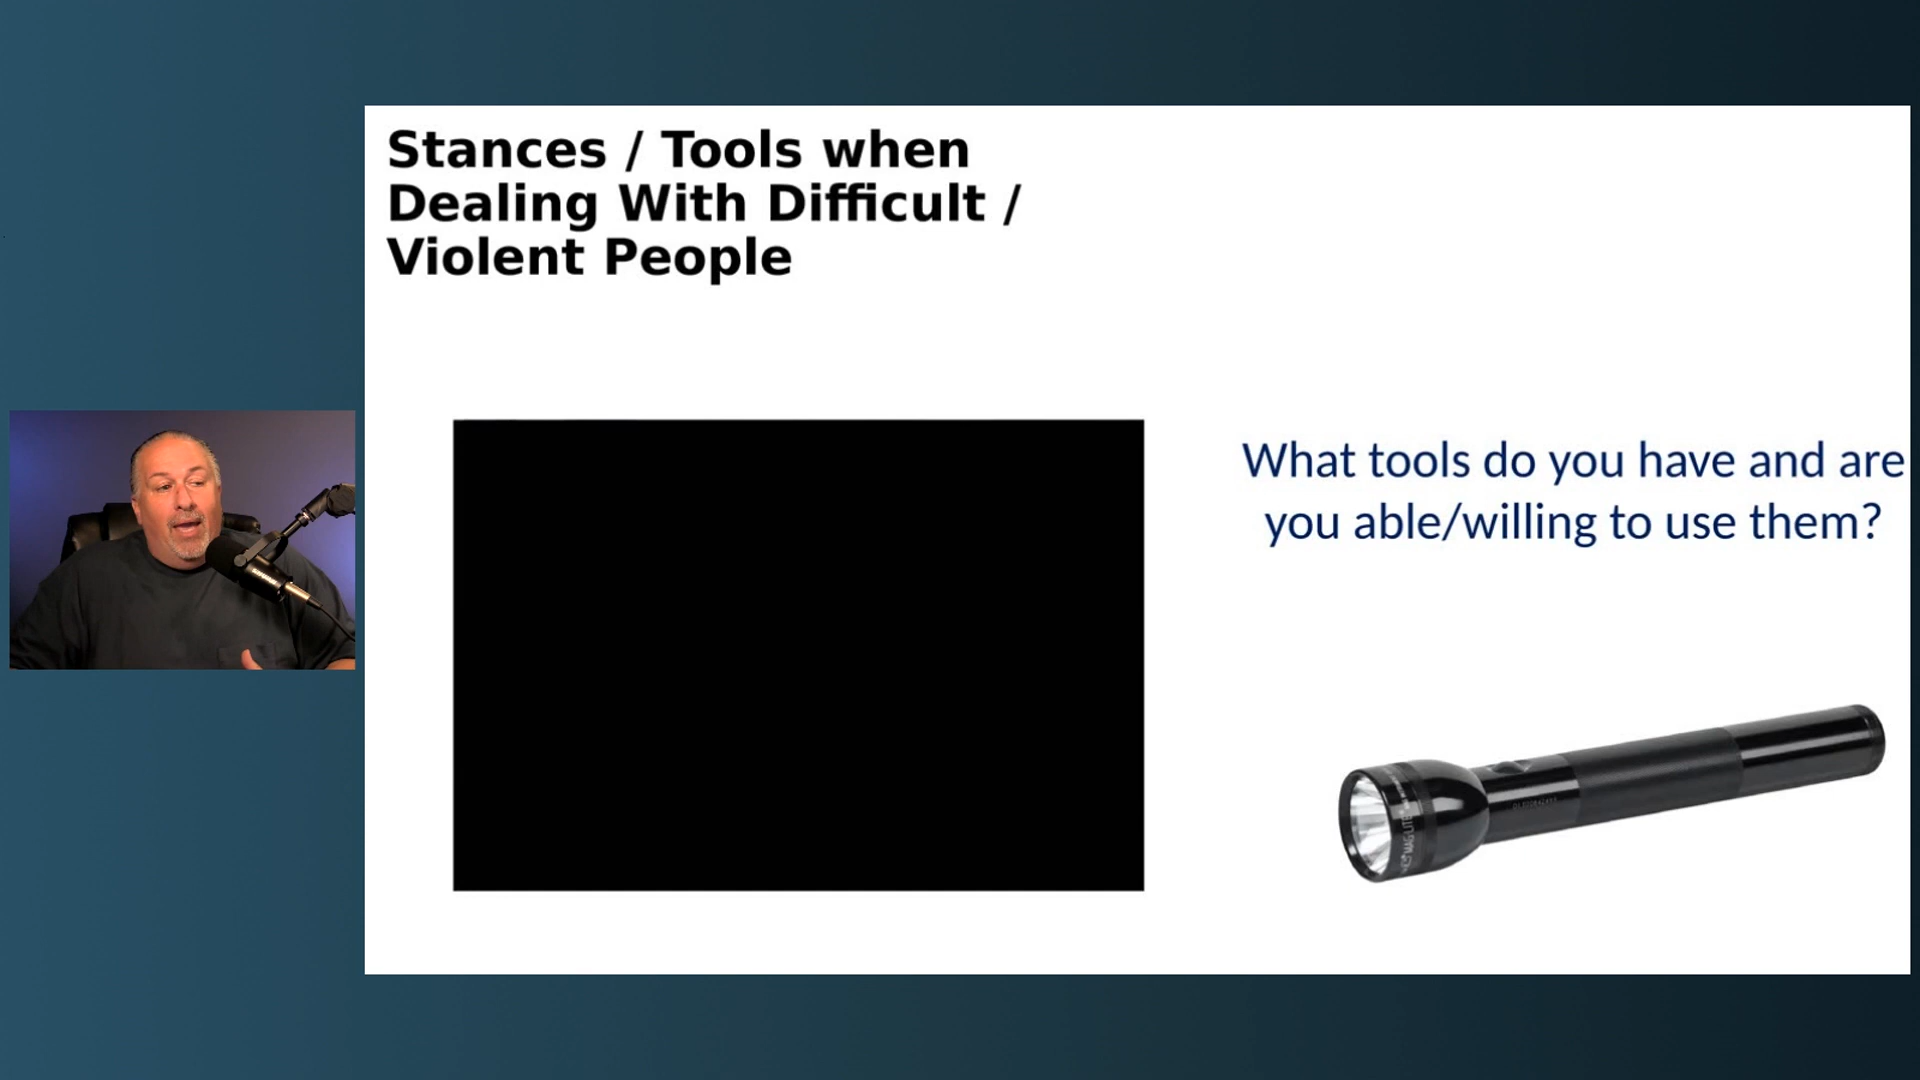 Stances / Tools when
Dealing With Difficult /
Violent People
What tools do you have and are
you able/willing to use them?
MAGLITE